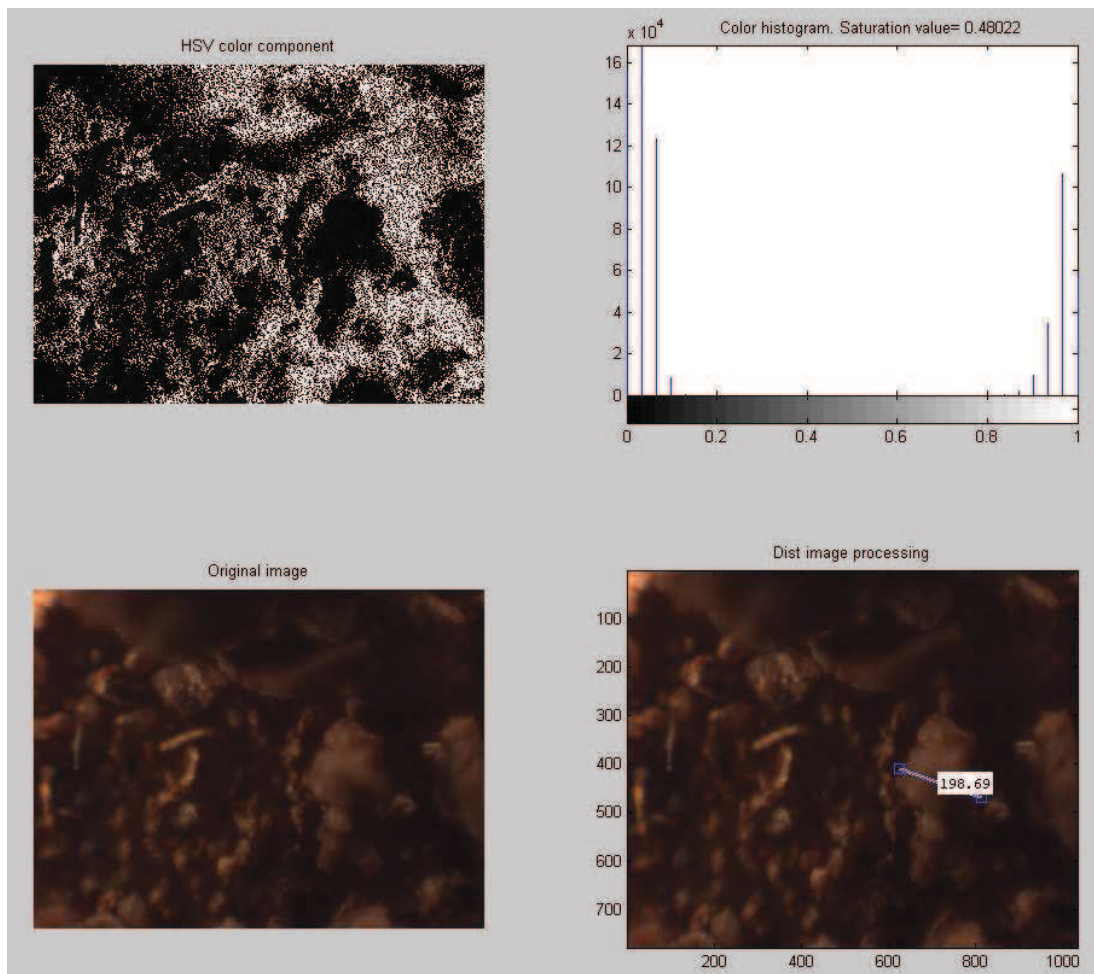 HSV color component
Color histogram. Saturation value= 0.48022
x 10^4
16
14
12
10
8
6
4
2
0
0 0.2 0.4 0.6 0.8 1
Original image
Dist image processing
100
200
300
400
500
600
700
198.69
200 400 600 800 1000